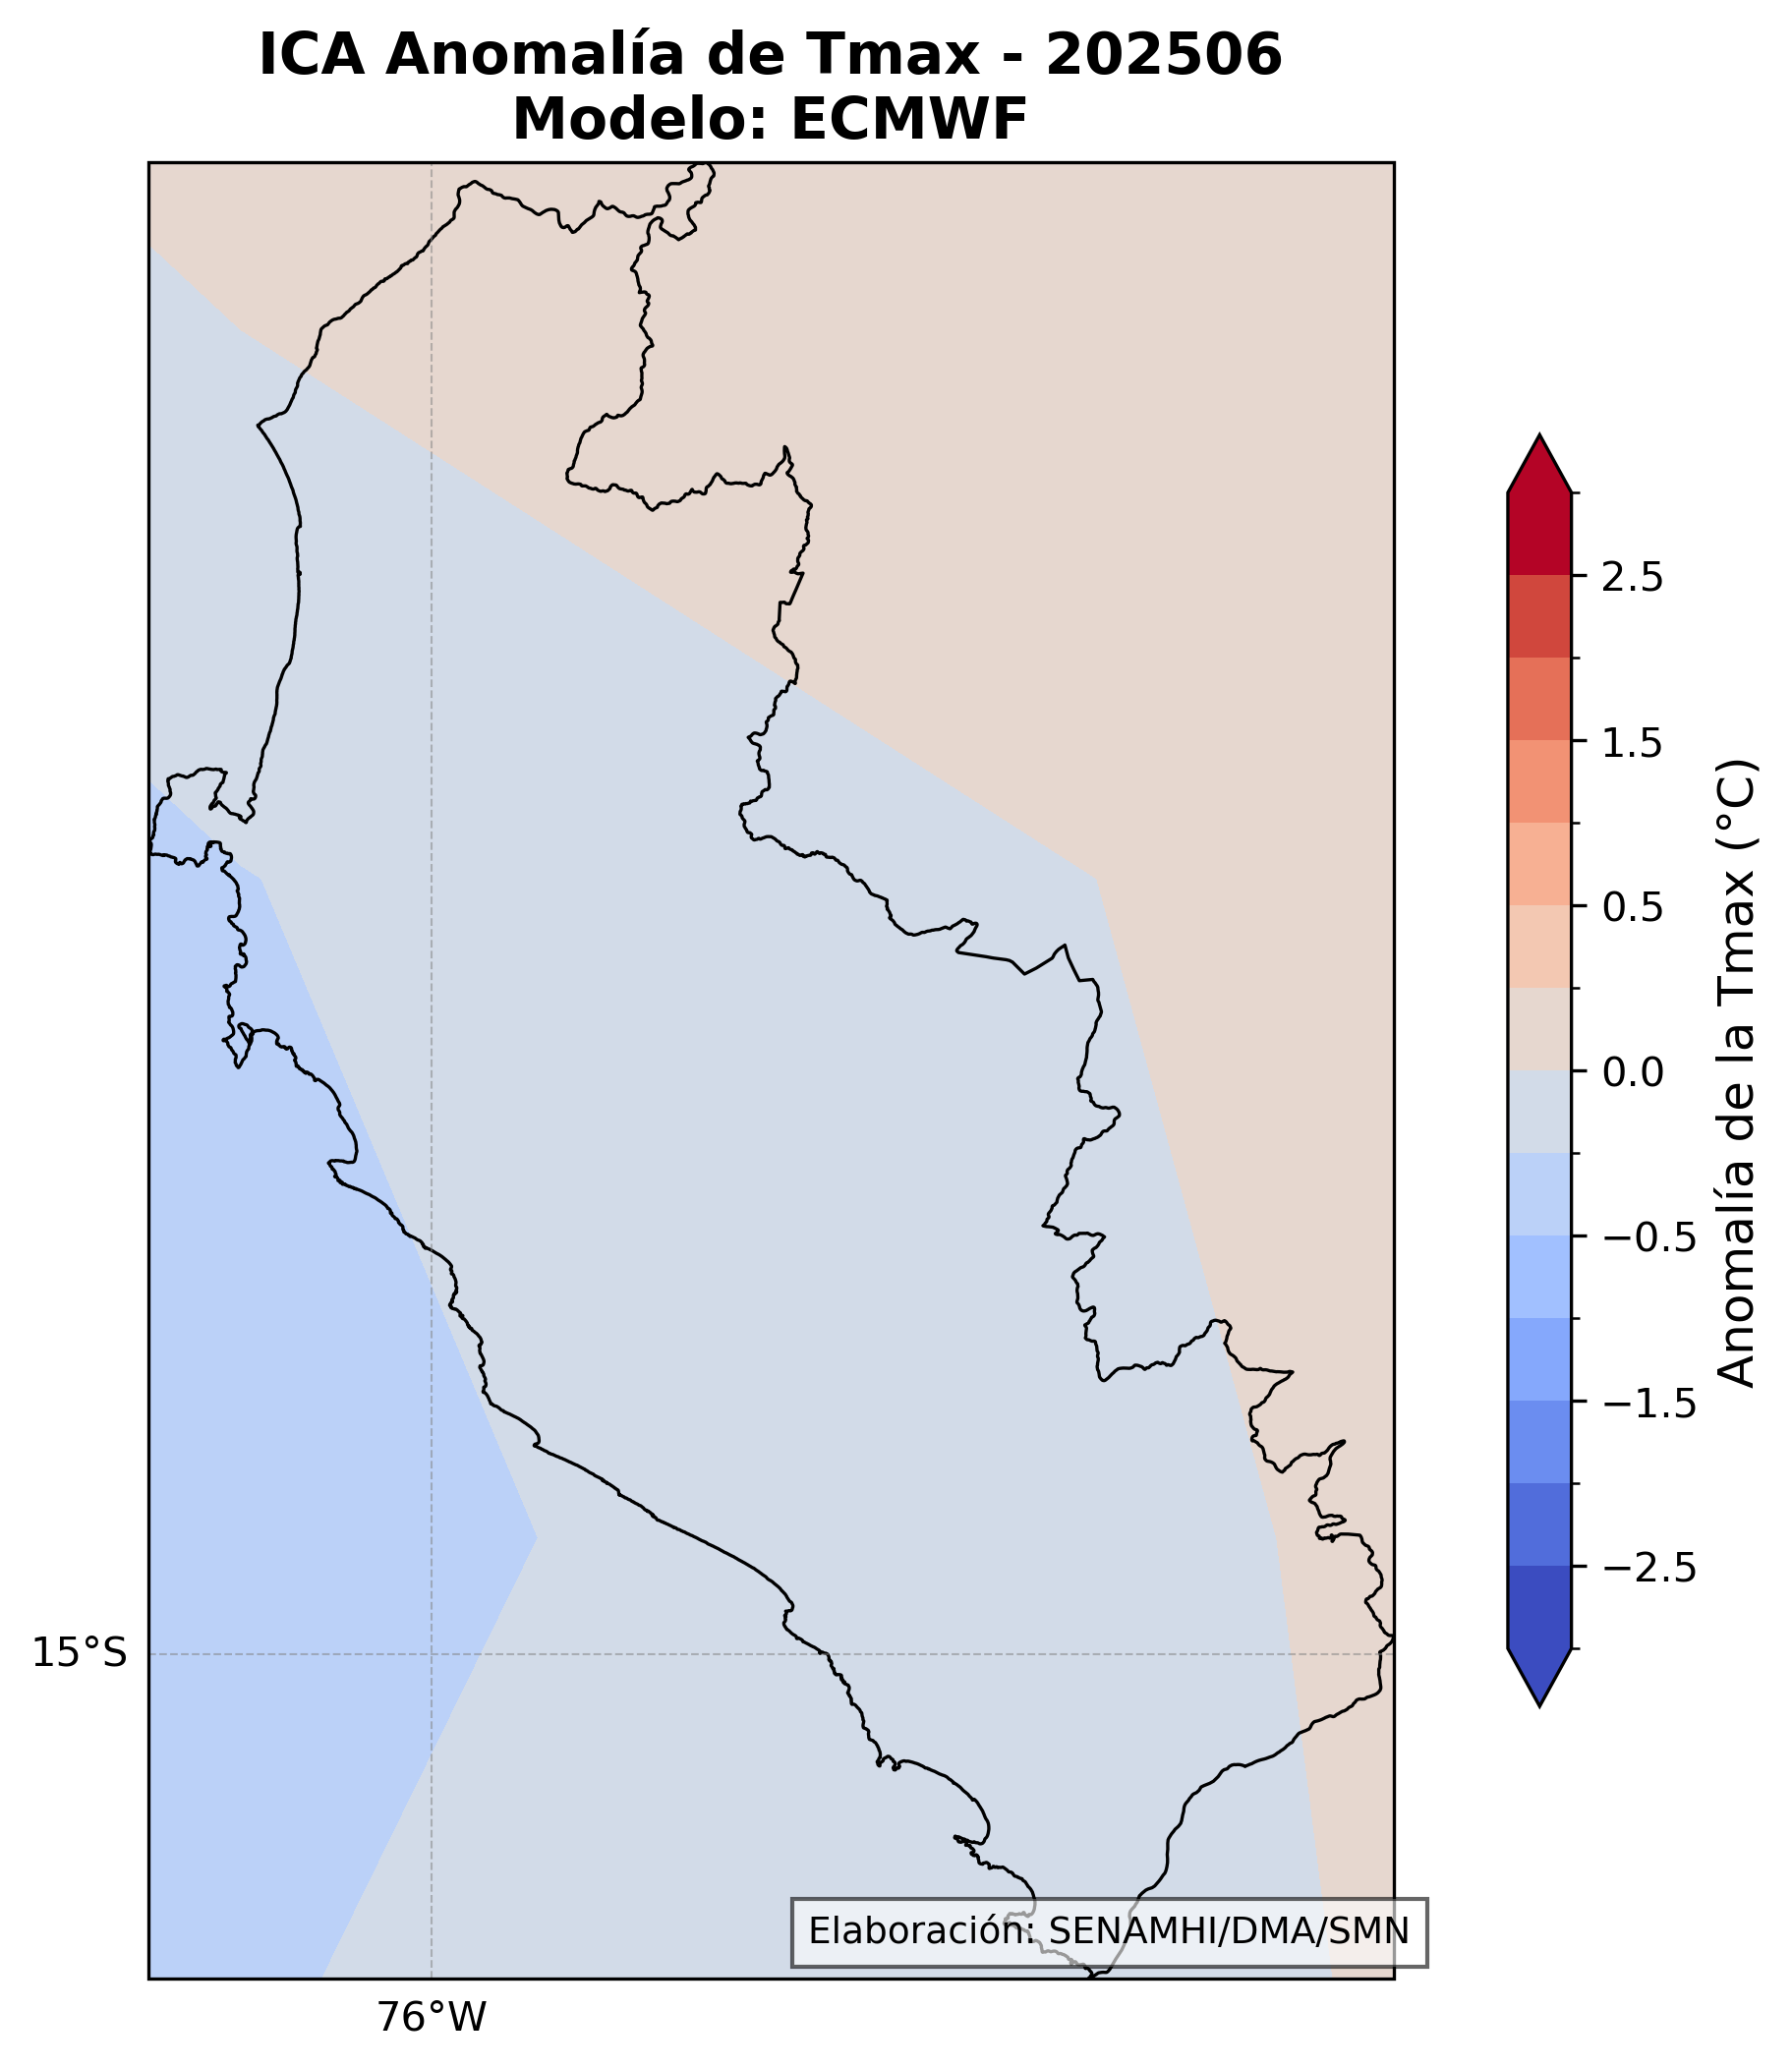 ICA Anomalía de Tmax - 202506
Modelo: ECMWF
2.5
1.5
0.5
0.0
−0.5
−1.5
−2.5
Anomalía de la Tmax (°C)
15°S
76°W
Elaboración: SENAMHI/DMA/SMN